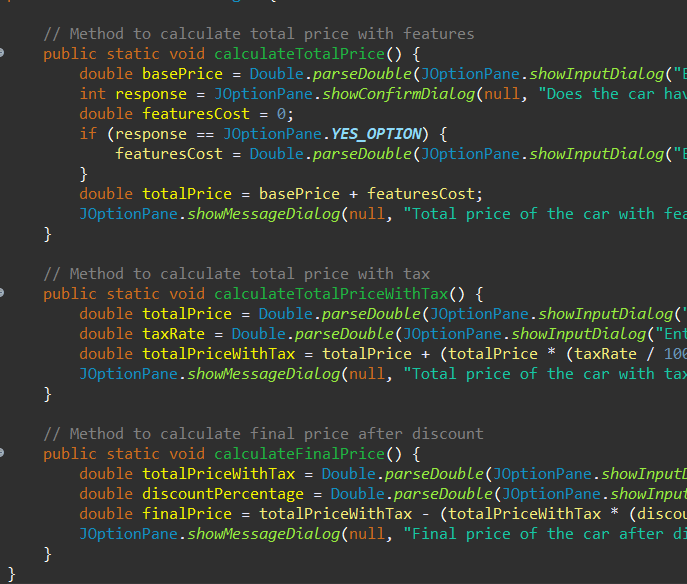 // Method to calculate total price with features
public static void calculateTotalPrice() {
double basePrice = Double.parseDouble(JOptionPane.showInputDialog("E
int response = JOptionPane.showConfirmDialog(null, "Does the car hav
double featuresCost = 0;
if (response == JOptionPane.YES_OPTION) {
featuresCost = Double.parseDouble(JOptionPane.showInputDialog("E
}
double totalPrice = basePrice + featuresCost;
JOptionPane.showMessageDialog(null, "Total price of the car with fea
}
// Method to calculate total price with tax
public static void calculateTotalPriceWithTax() {
double totalPrice = Double.parseDouble(JOptionPane.showInputDialog("
double taxRate = Double.parseDouble(JOptionPane.showInputDialog("Ent
double totalPriceWithTax = totalPrice + (totalPrice * (taxRate / 100
JOptionPane.showMessageDialog(null, "Total price of the car with tax
}
// Method to calculate final price after discount
public static void calculateFinalPrice() {
double totalPriceWithTax = Double.parseDouble(JOptionPane.showInputD
double discountPercentage = Double.parseDouble(JOptionPane.showInput
double finalPrice = totalPriceWithTax - (totalPriceWithTax * (discou
JOptionPane.showMessageDialog(null, "Final price of the car after di
}
}